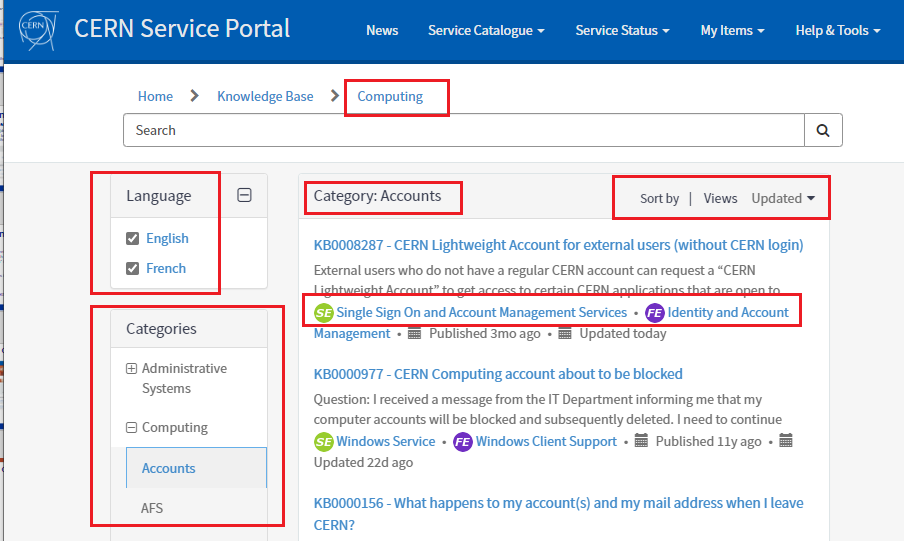 CERN
CERN Service Portal
News
Service Catalogue
Service Status
My Items
Help & Tools
Home > Knowledge Base > Computing
Search
Language
English
French
Categories
Administrative
Systems
Computing
Accounts
AFS
Category: Accounts
Sort by | Views Updated
KB0008287 - CERN Lightweight Account for external users (without CERN login)
External users who do not have a regular CERN account can request a “CERN
Lightweight Account” to get access to certain CERN applications that are open to
SE Single Sign On and Account Management Services • FE Identity and Account
Management • Published 3mo ago • Updated today
KB0000977 - CERN Computing account about to be blocked
Question: I received a message from the IT Department informing me that my
computer accounts will be blocked and subsequently deleted. I need to continue
SE Windows Service • FE Windows Client Support • Published 11y ago •
Updated 22d ago
KB0000156 - What happens to my account(s) and my mail address when I leave
CERN?